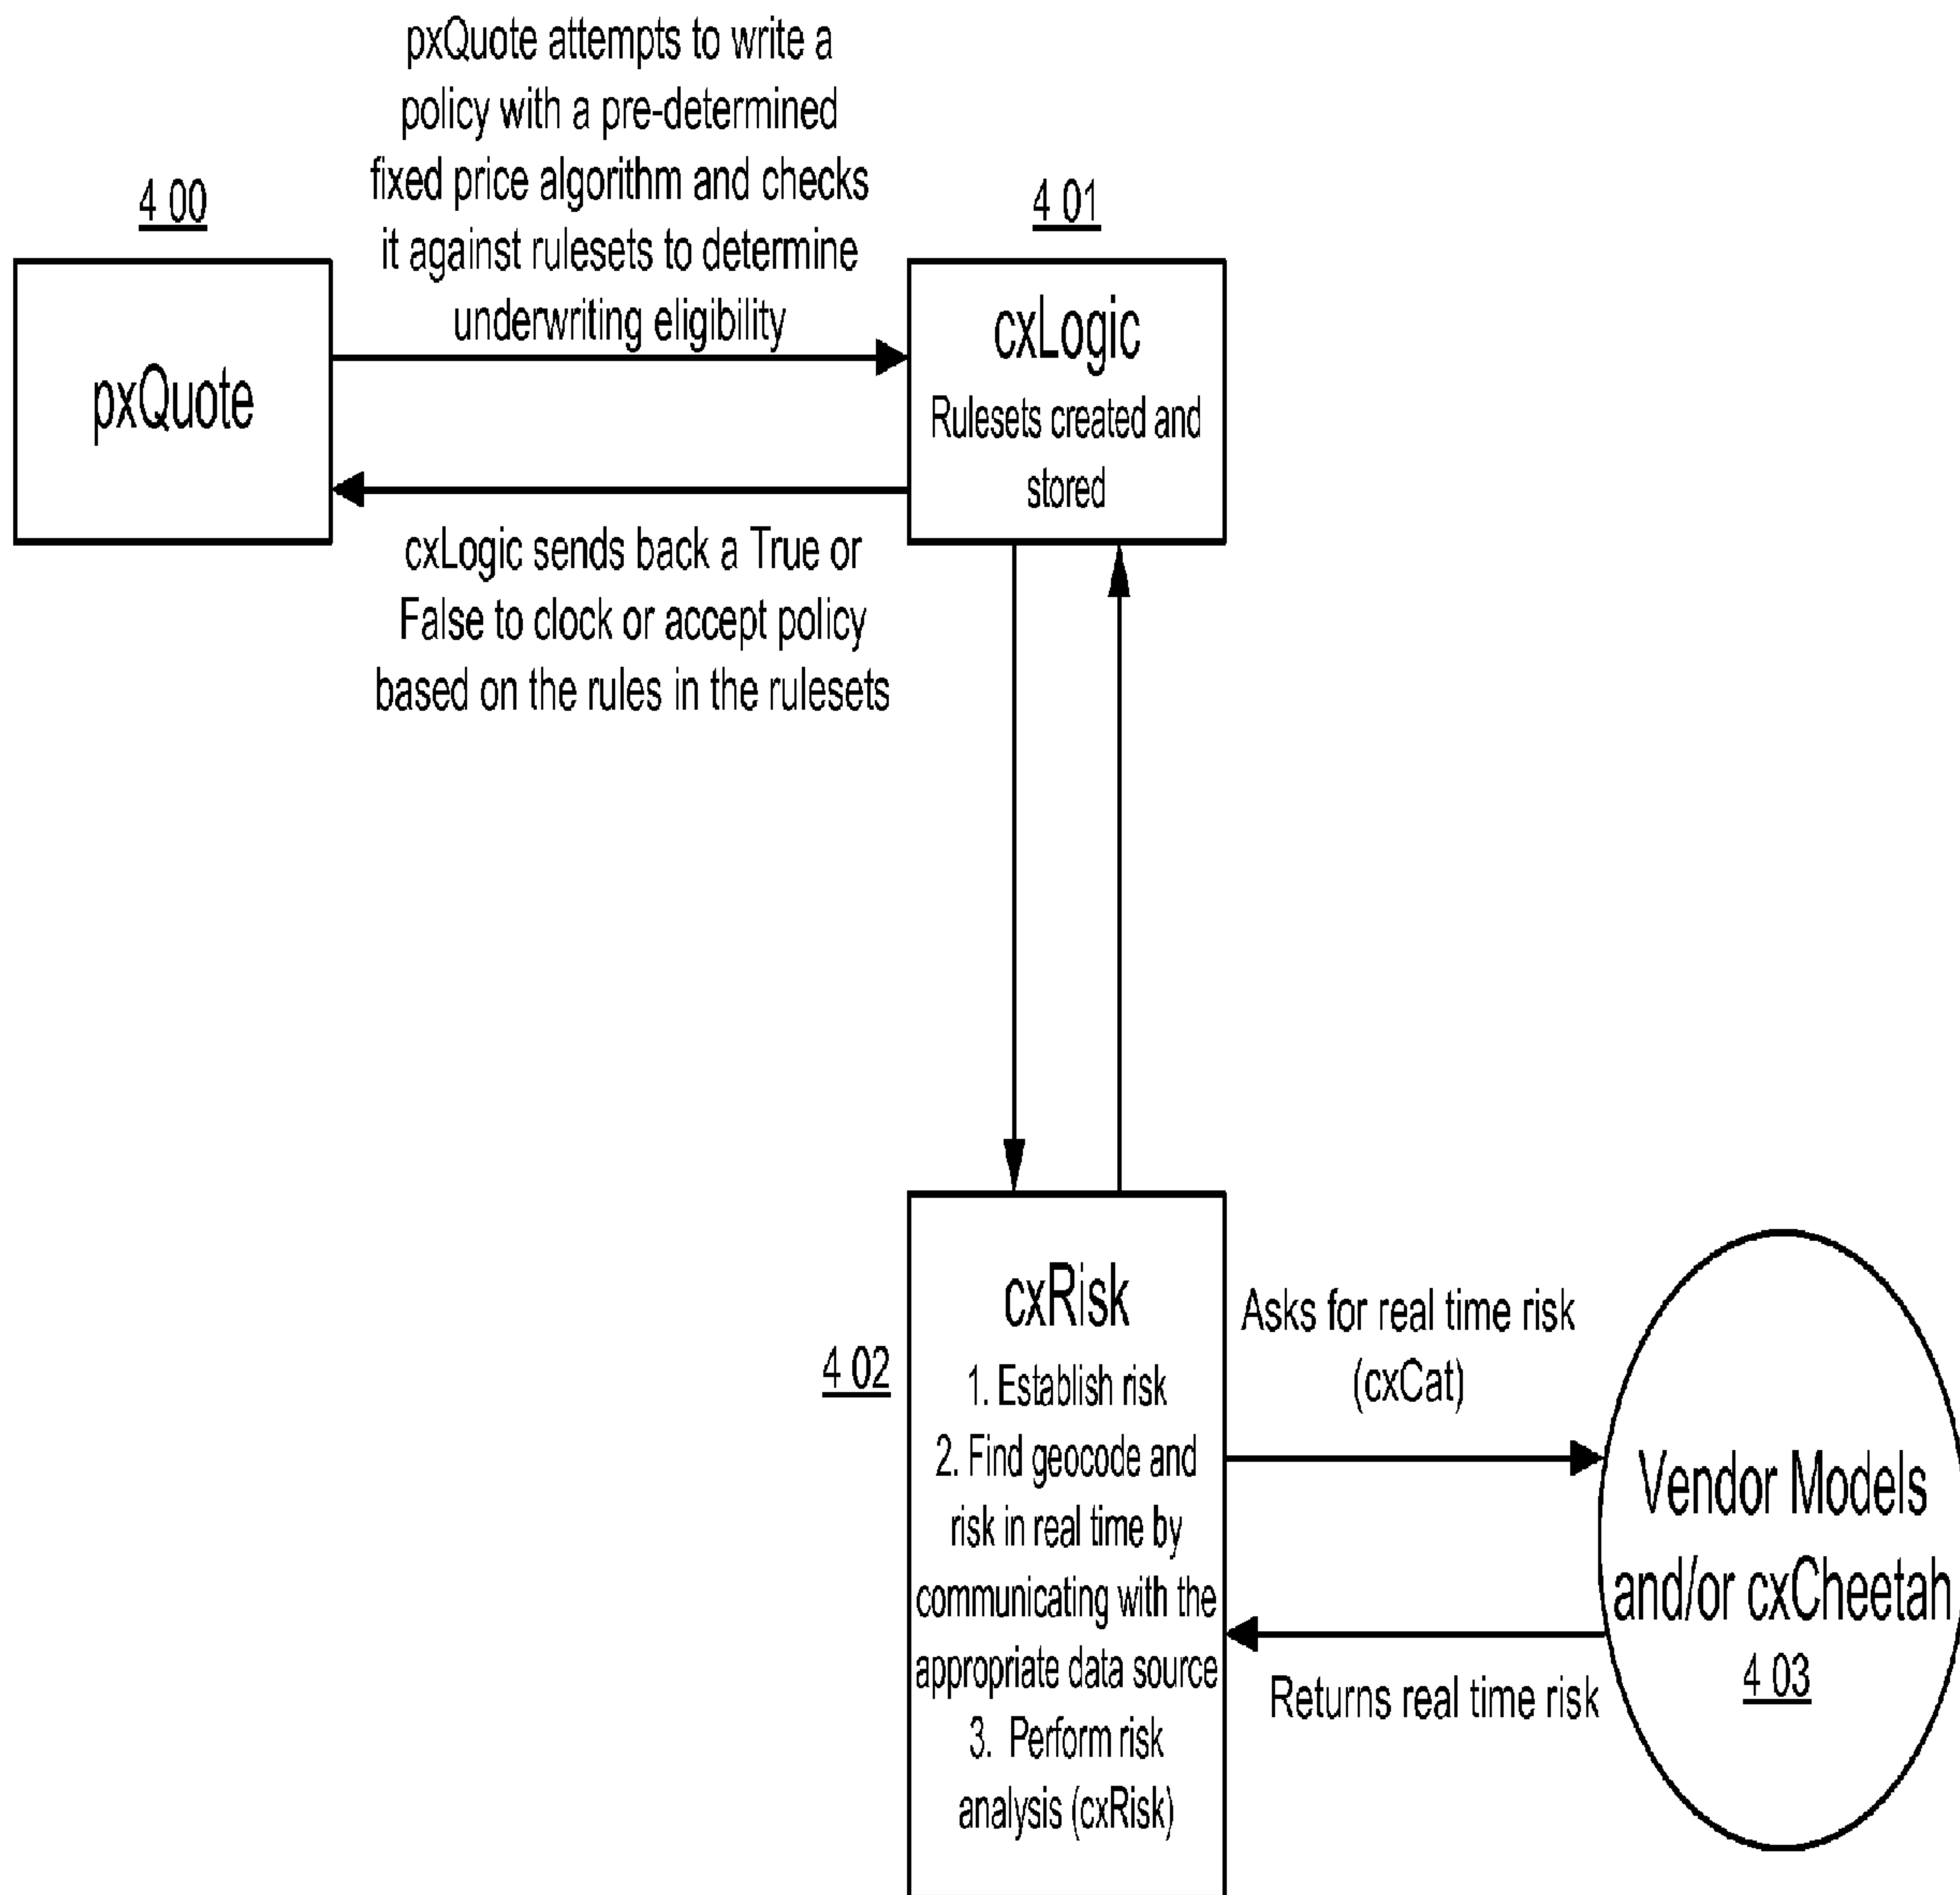 pxQuote attempts to write a
policy with a pre-determined
fixed price algorithm and checks
it against rulesets to determine
underwriting eligibility
4 00
pxQuote
4 01
cxLogic
Rulesets created and
stored
cxLogic sends back a True or
False to clock or accept policy
based on the rules in the rulesets
4 02
cxRisk
1. Establish risk
2. Find geocode and
risk in real time by
communicating with the
appropriate data source
3. Perform risk
analysis (cxRisk)
Asks for real time risk
(cxCat)
Returns real time risk
Vendor Models
and/or cxCheetah
4 03